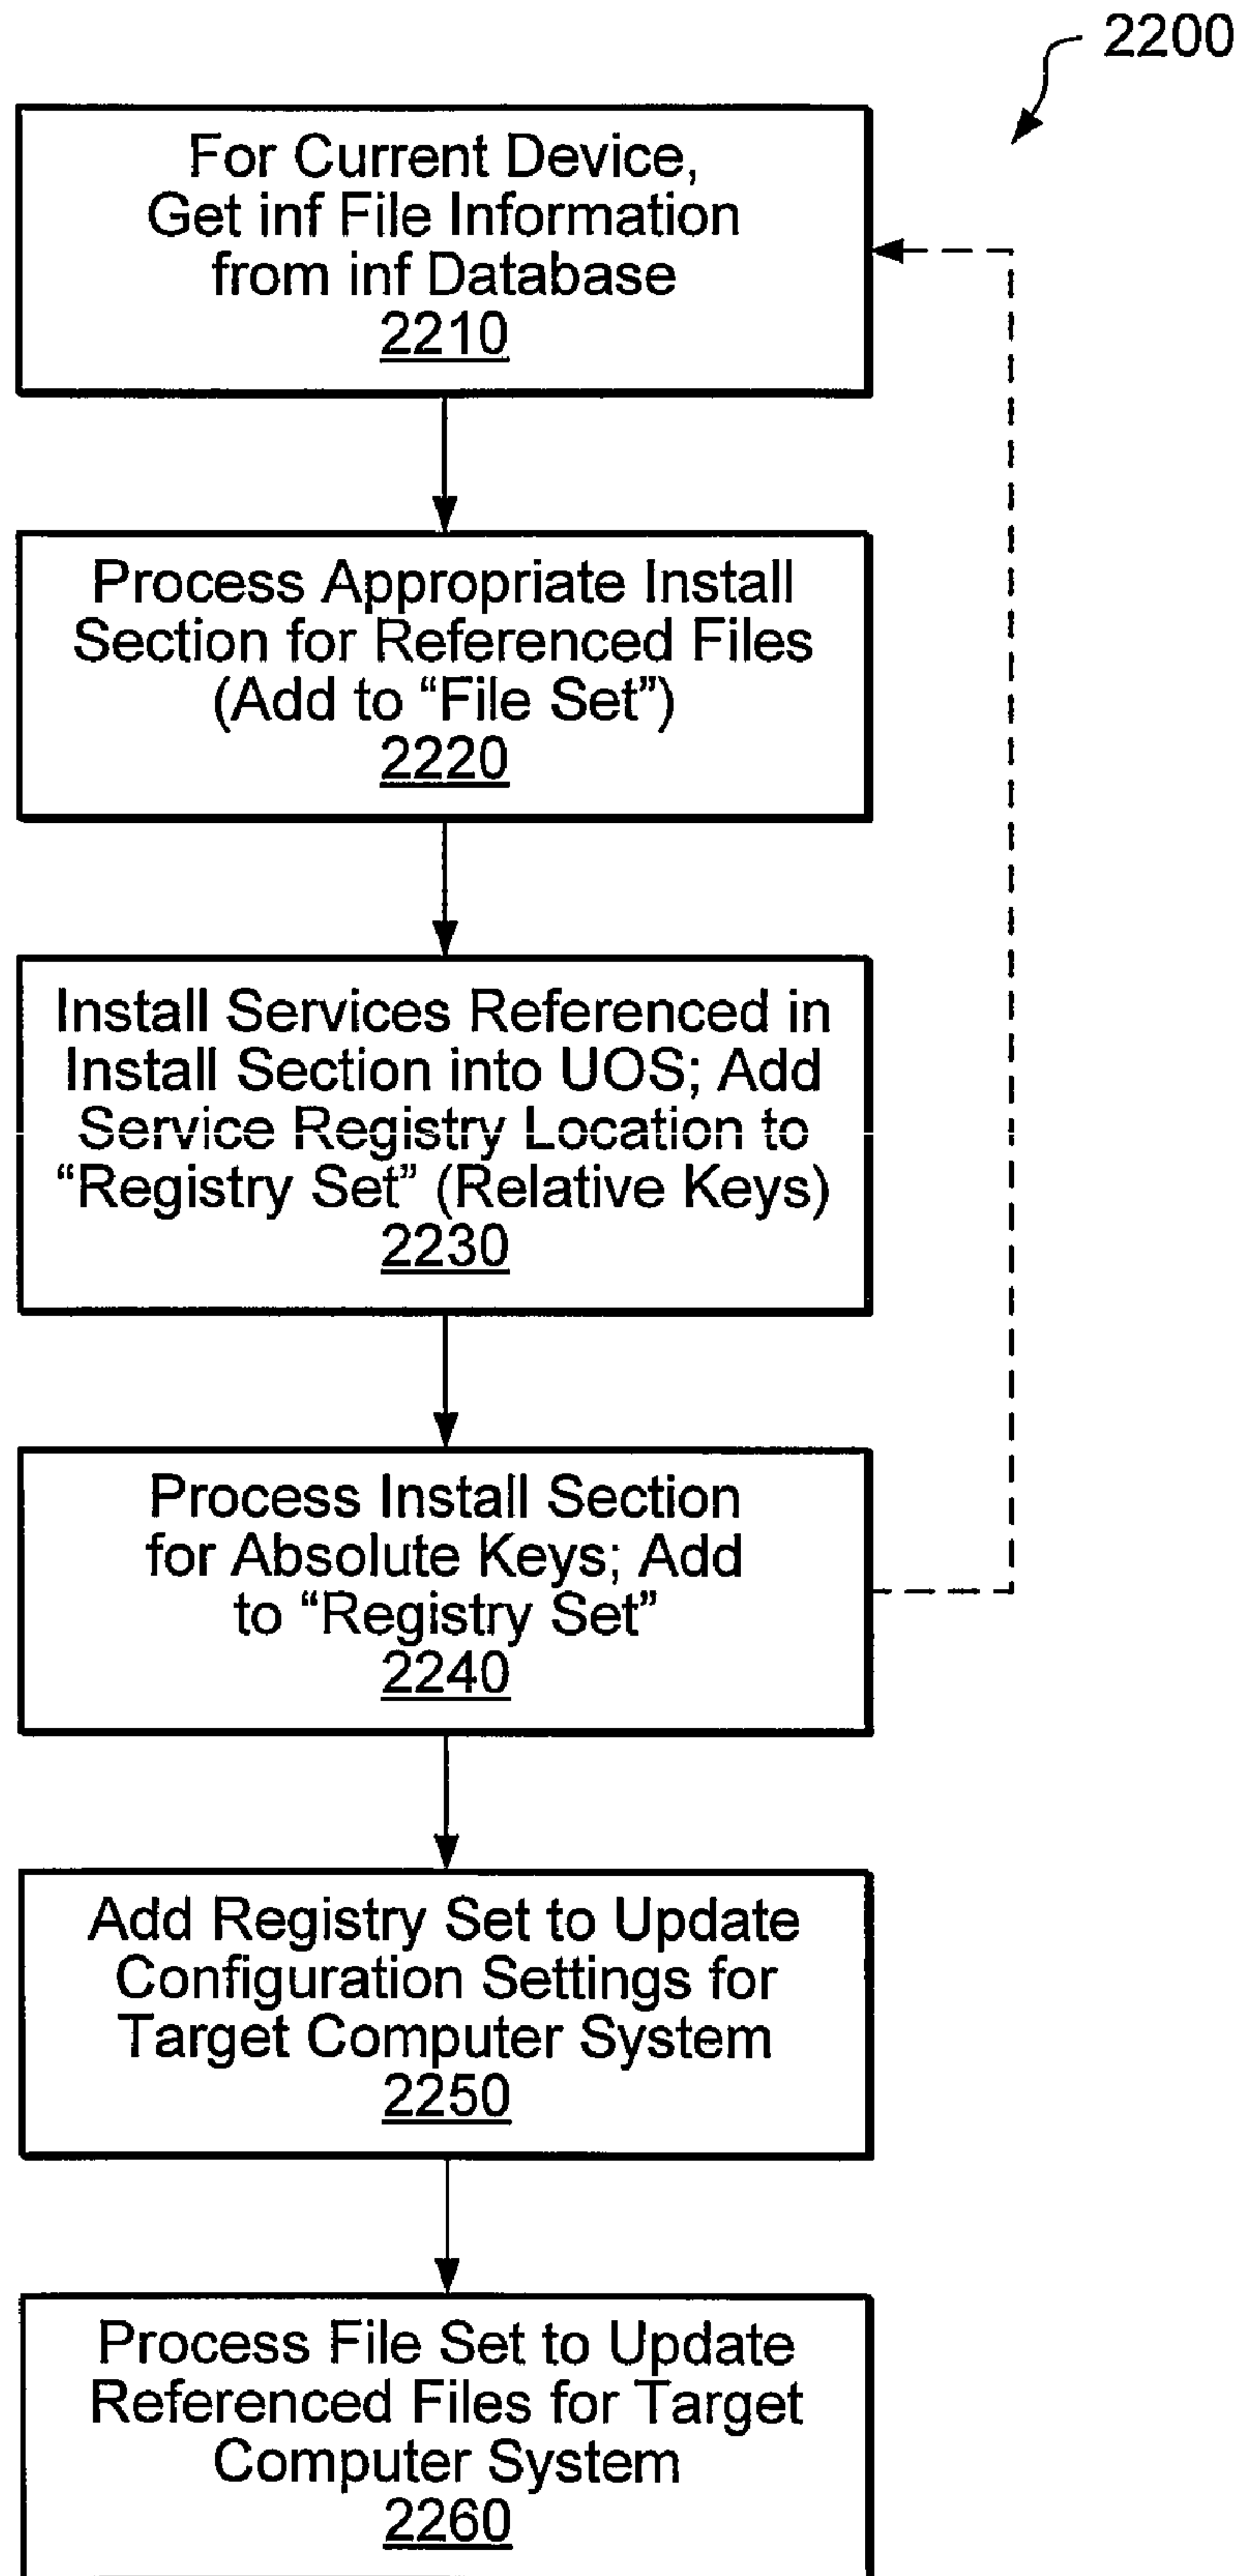 2200
For Current Device,
Get inf File Information
from inf Database
2210
Process Appropriate Install
Section for Referenced Files
(Add to “File Set”)
2220
Install Services Referenced in
Install Section into UOS; Add
Service Registry Location to
“Registry Set” (Relative Keys)
2230
Process Install Section
for Absolute Keys; Add
to “Registry Set”
2240
Add Registry Set to Update
Configuration Settings for
Target Computer System
2250
Process File Set to Update
Referenced Files for Target
Computer System
2260